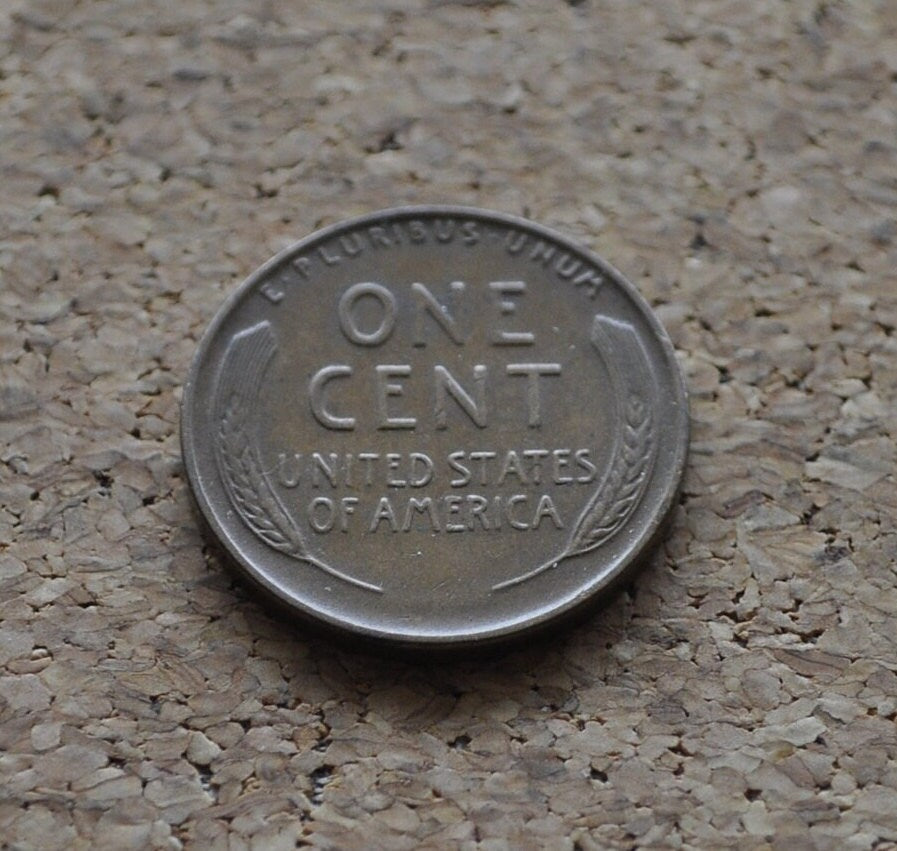 E·PLURIBUS·UNUM
ONE
CENT
UNITED STATES
OF AMERICA